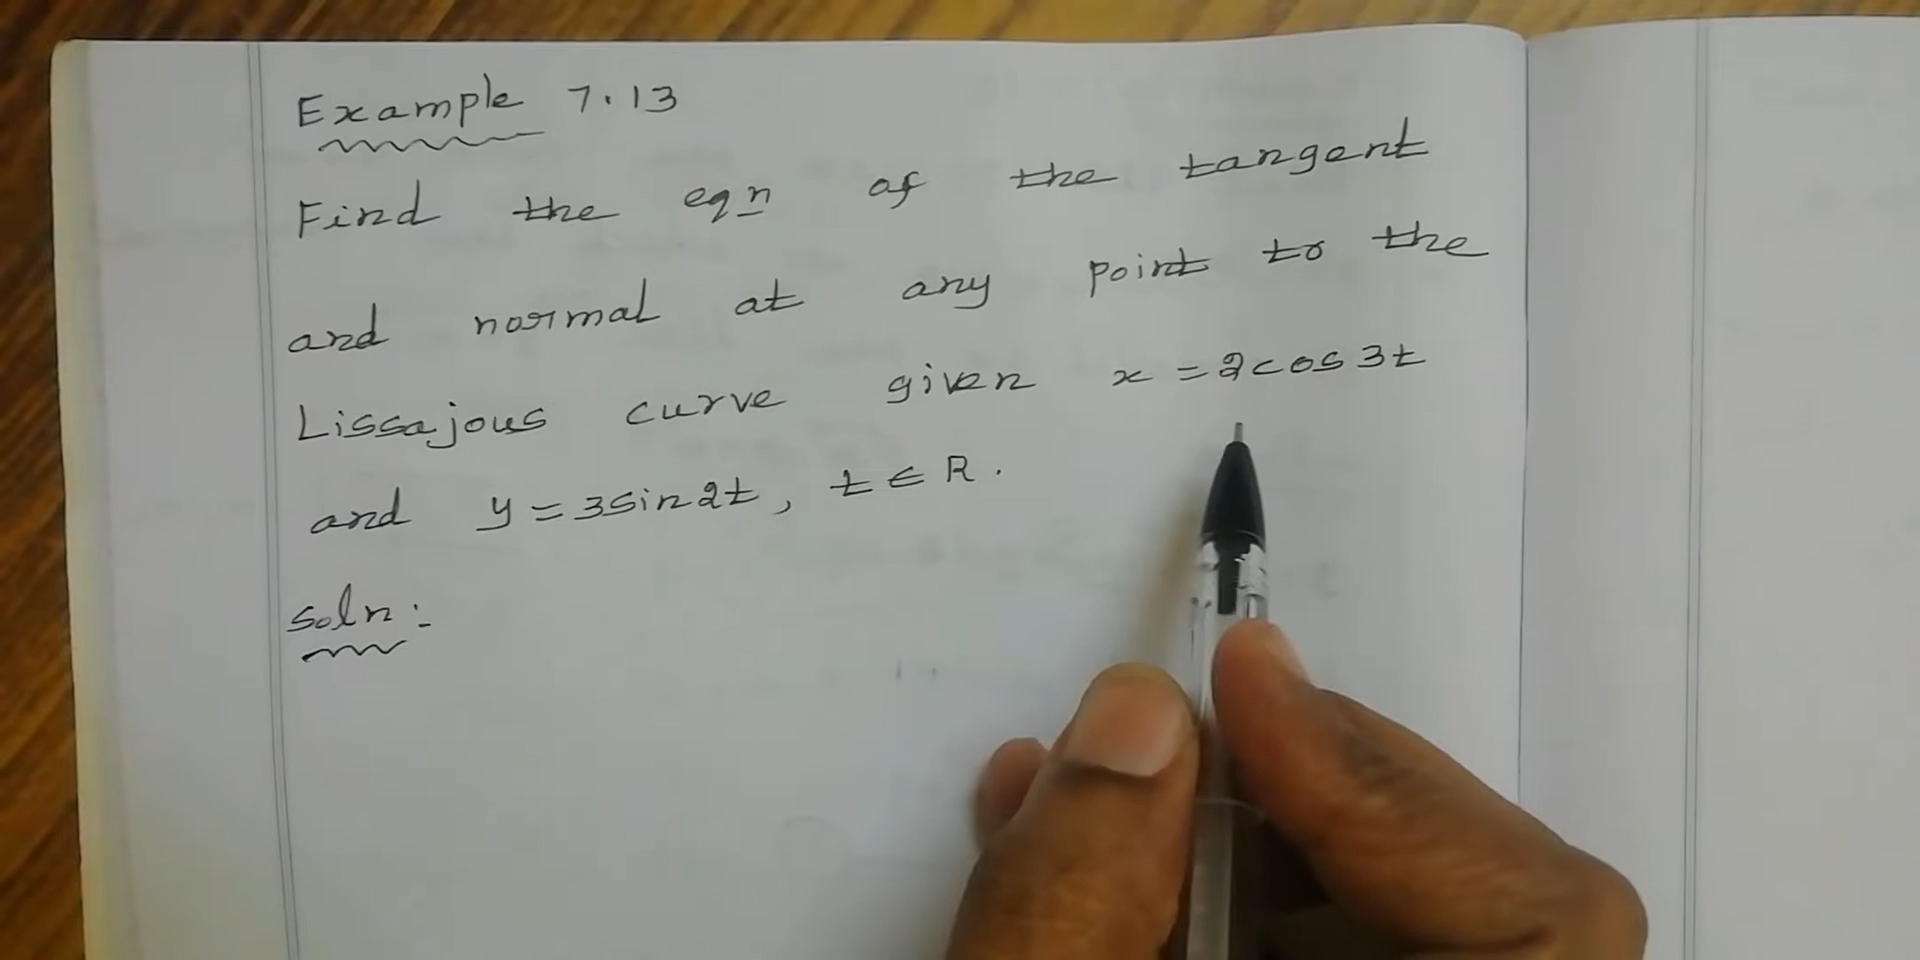 Example 7.13
Find the eqn of the tangent
and normal at any point to the
Lissajous curve given x = 2cos3t
and y = 3sin2t, t ∈ R.
soln:-